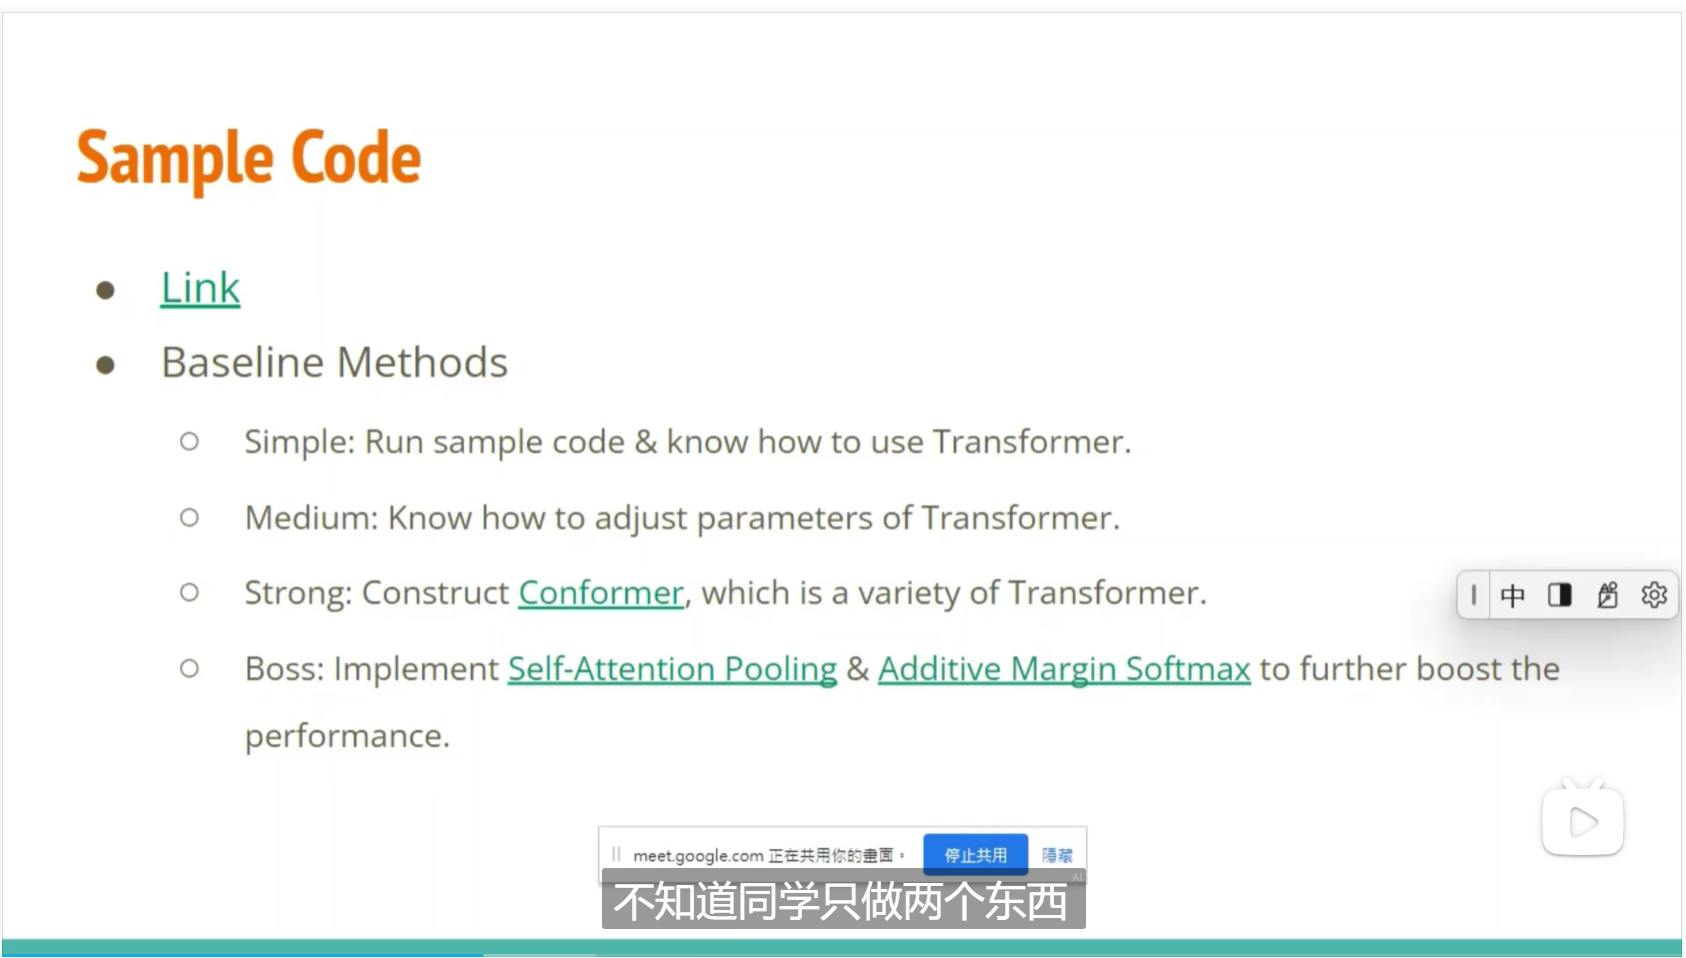 Sample Code
Link
Baseline Methods
Simple: Run sample code & know how to use Transformer.
Medium: Know how to adjust parameters of Transformer.
Strong: Construct Conformer, which is a variety of Transformer.
中
Boss: Implement Self-Attention Pooling & Additive Margin Softmax to further boost the
performance.
meet.google.com 正在共用你的畫面。 停止共用 隱藏
AI
不知道同学只做两个东西